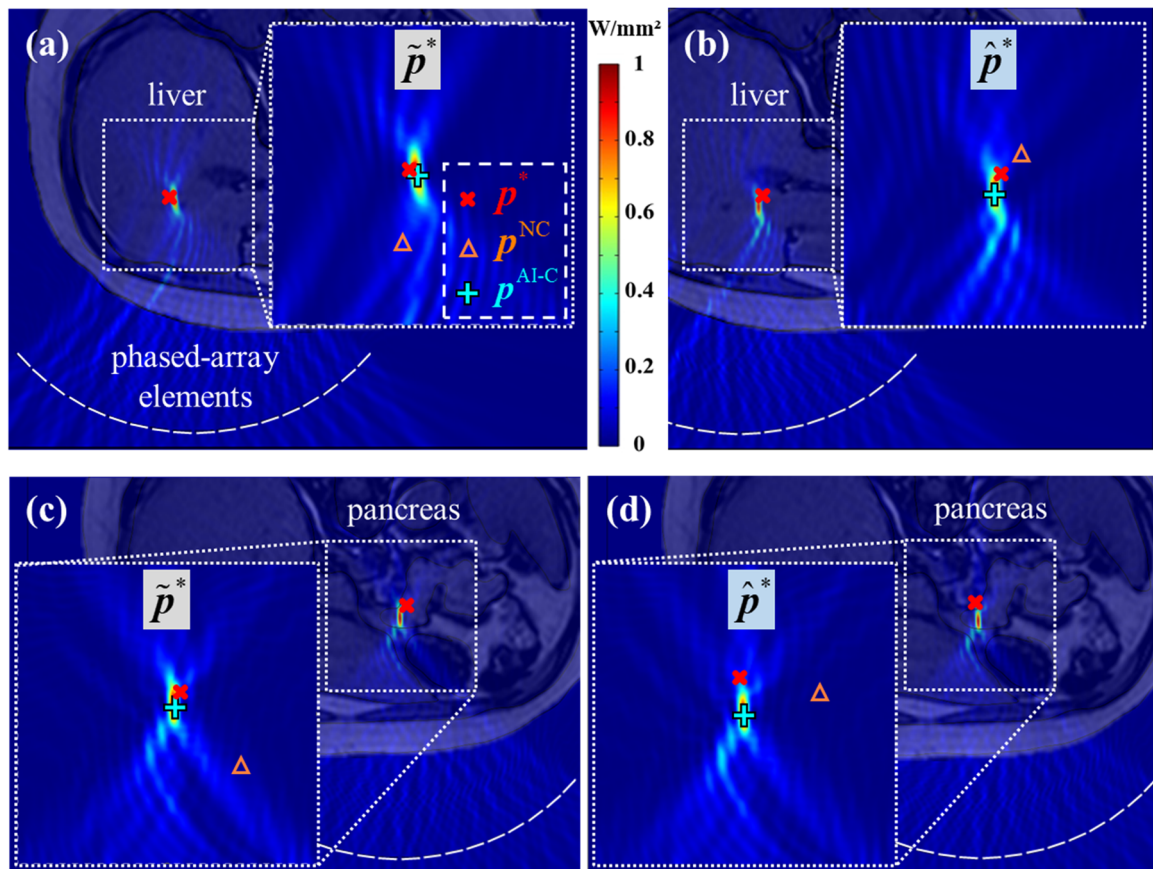 (a)
liver
p̃*
p*
pNC
pAI-C
phased-array
elements
W/mm²
1
0.8
0.6
0.4
0.2
0
(b)
liver
p̂*
(c)
pancreas
p̃*
(d)
pancreas
p̂*